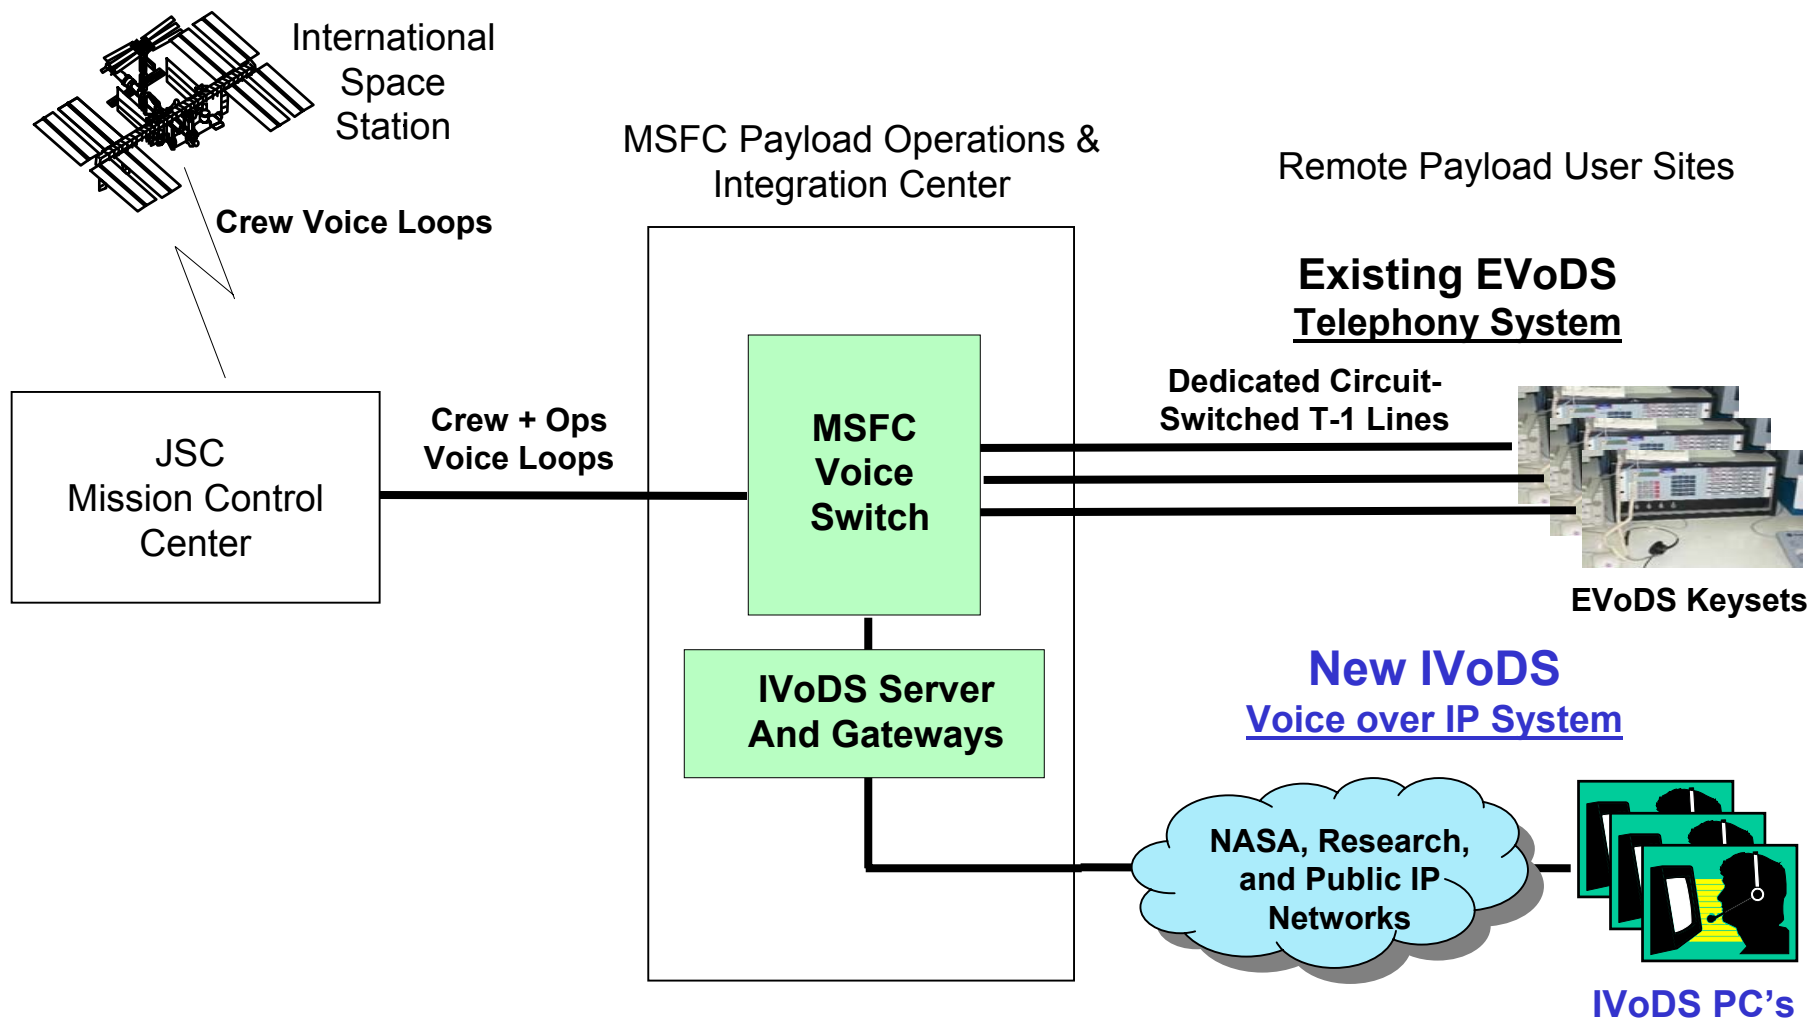 International
Space
Station
Crew Voice Loops
MSFC Payload Operations &
Integration Center
Remote Payload User Sites
Existing EVoDS
Telephony System
Dedicated Circuit-
Switched T-1 Lines
Crew + Ops
Voice Loops
JSC
Mission Control
Center
MSFC
Voice
Switch
EVoDS Keysets
IVoDS Server
And Gateways
New IVoDS
Voice over IP System
NASA, Research,
and Public IP
Networks
IVoDS PC's